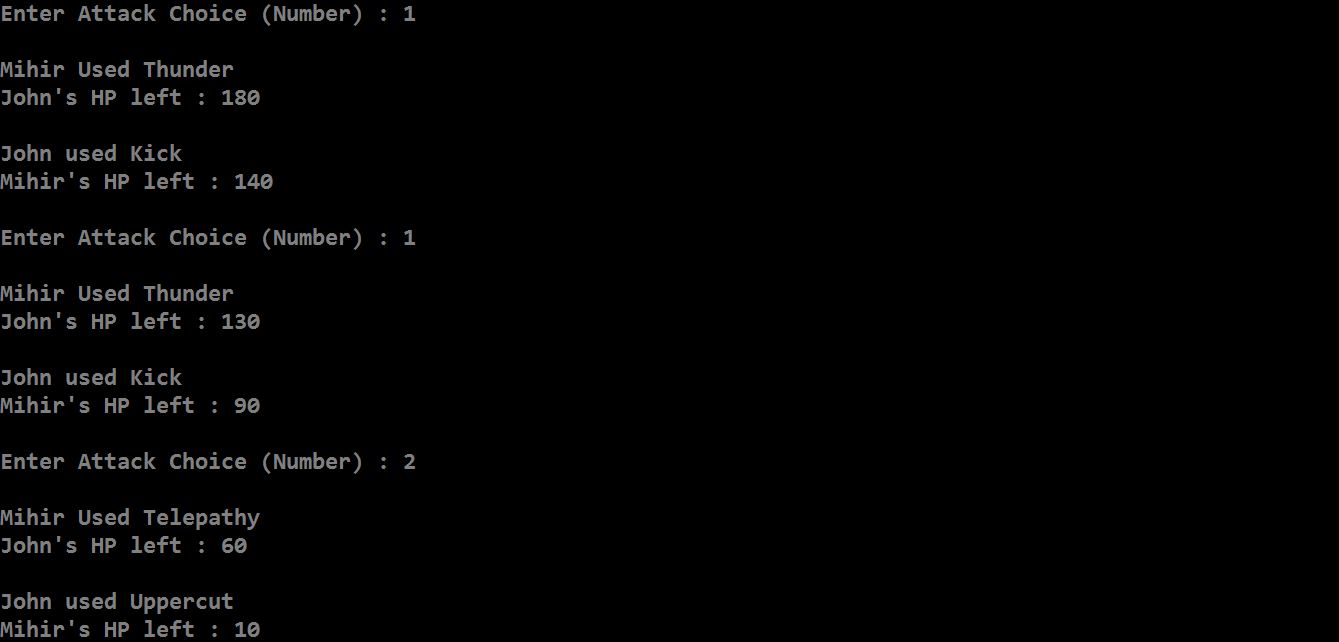 Enter Attack Choice (Number) : 1
Mihir Used Thunder
John's HP left : 180
John used Kick
Mihir's HP left : 140
Enter Attack Choice (Number) : 1
Mihir Used Thunder
John's HP left : 130
John used Kick
Mihir's HP left : 90
Enter Attack Choice (Number) : 2
Mihir Used Telepathy
John's HP left : 60
John used Uppercut
Mihir's HP left : 10